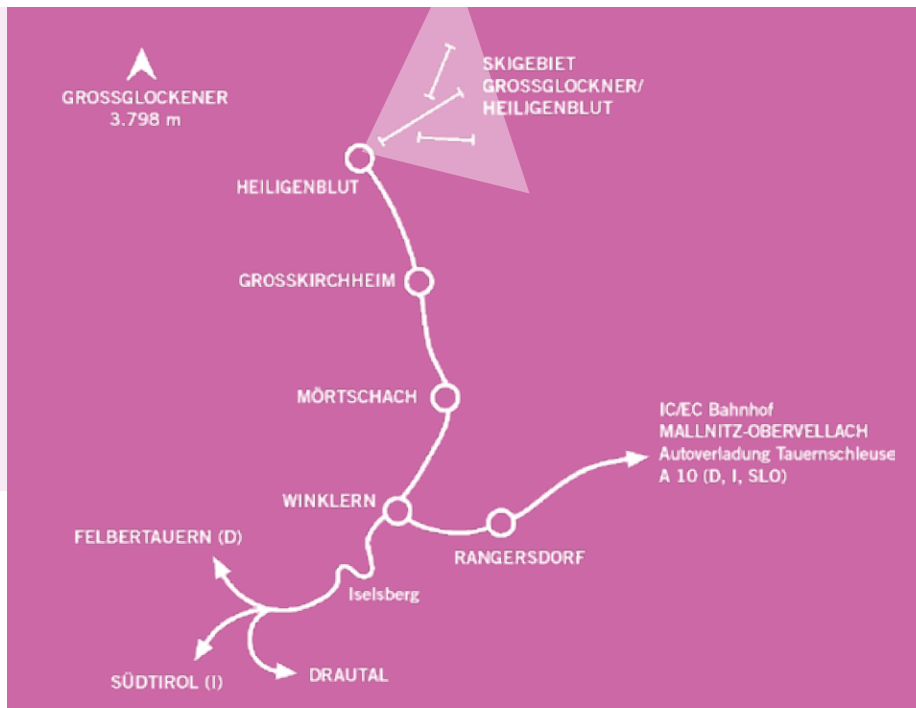 GROSSGLOCKENER
3.798 m
SKIGEBIET
GROSSGLOCKNER/
HEILIGENBLUT
HEILIGENBLUT
GROSSKIRCHHEIM
MÖRTSCHACH
IC/EC Bahnhof
MALLNITZ-OBERVELLACH
Autoverladung Tauernschleuse
A 10 (D, I, SLO)
WINKLERN
RANGERSDORF
FELBERTAUERN (D)
Iselsberg
SÜDTIROL (I)
DRAUTAL